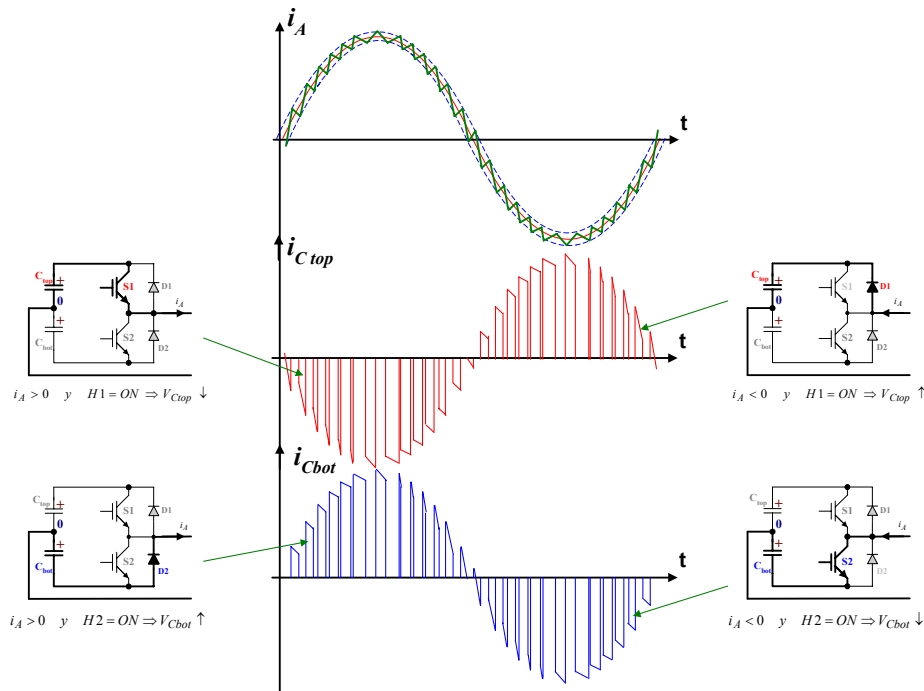 i_A
t
i_C top
t
i_Cbot
t
C_top
+
0
+
C_bot
S1
S2
D1
D2
i_A
i_A > 0 y H1 = ON ⇒ V_Ctop ↓
C_top
+
0
+
C_bot
S1
S2
D1
D2
i_A
i_A < 0 y H1 = ON ⇒ V_Ctop ↑
C_top
+
0
+
C_bot
S1
S2
D1
D2
i_A
i_A > 0 y H2 = ON ⇒ V_Cbot ↑
C_top
+
0
+
C_bot
S1
S2
D1
D2
i_A
i_A < 0 y H2 = ON ⇒ V_Cbot ↓